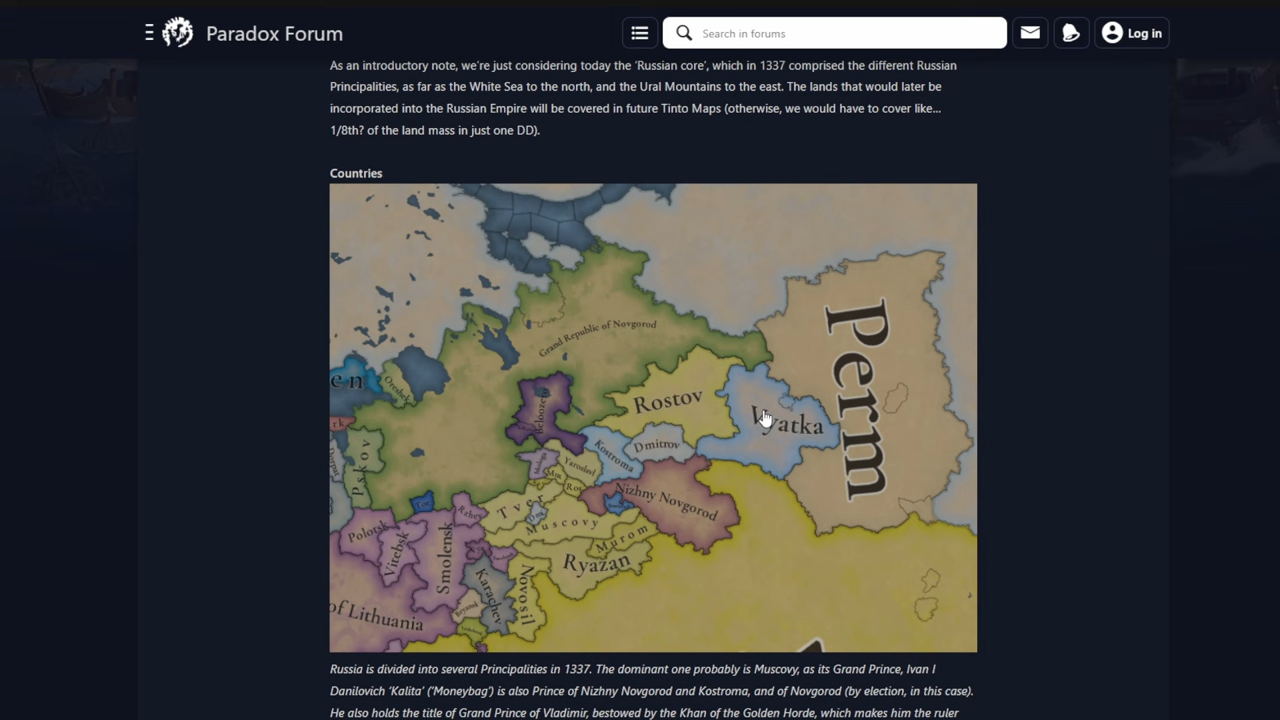 Paradox Forum
Search in forums
Log in
As an introductory note, we're just considering today the 'Russian core', which in 1337 comprised the different Russian
Principalities, as far as the White Sea to the north, and the Ural Mountains to the east. The lands that would later be
incorporated into the Russian Empire will be covered in future Tinto Maps (otherwise, we would have to cover like...
1/8th? of the land mass in just one DD).
Countries
Grand Republic of Novgorod
Perm
en
Oreshek
Beloozero
Rostov
Vyatka
rk
Pskov
Kostroma
Dmitrov
Yaroslavl
Nizhny Novgorod
Tver
Rzhev
Muscovy
Polotsk
Vitebsk
Smolensk
Murom
Ryazan
Karachev
Novosil
Bryansk
of Lithuania
Russia is divided into several Principalities in 1337. The dominant one probably is Muscovy, as its Grand Prince, Ivan I
Danilovich 'Kalita' ('Moneybag') is also Prince of Nizhny Novgorod and Kostroma, and of Novgorod (by election, in this case).
He also holds the title of Grand Prince of Vladimir, bestowed by the Khan of the Golden Horde, which makes him the ruler